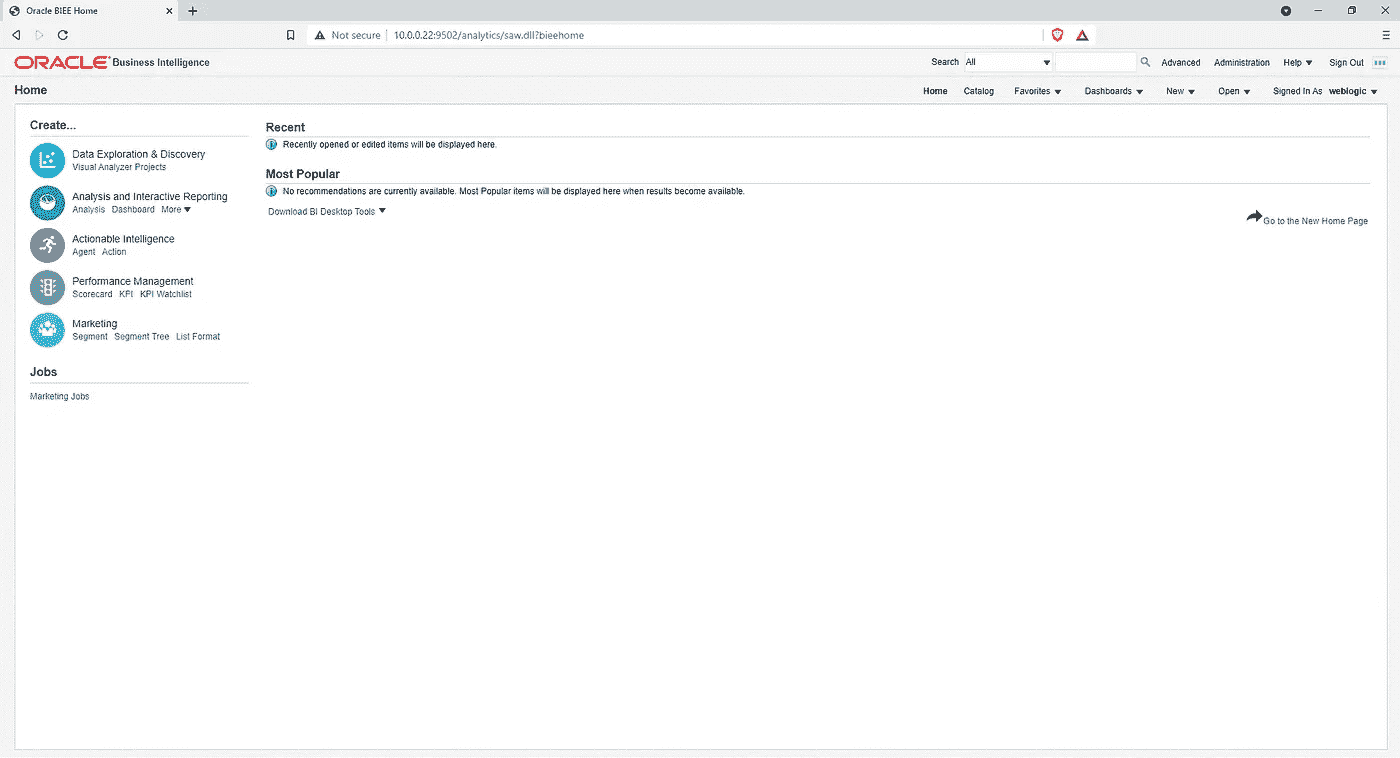 Oracle BIEE Home
Not secure 10.0.0.22:9502/analytics/saw.dll?bieehome
ORACLE Business Intelligence
Search All Advanced Administration Help Sign Out
Home
Home Catalog Favorites Dashboards New Open Signed In As weblogic
Create...
Data Exploration & Discovery
Visual Analyzer Projects
Analysis and Interactive Reporting
Analysis Dashboard More
Actionable Intelligence
Agent Action
Performance Management
Scorecard KPI KPI Watchlist
Marketing
Segment Segment Tree List Format
Jobs
Marketing Jobs
Recent
Recently opened or edited items will be displayed here.
Most Popular
No recommendations are currently available. Most Popular items will be displayed here when results become available.
Download BI Desktop Tools
Go to the New Home Page